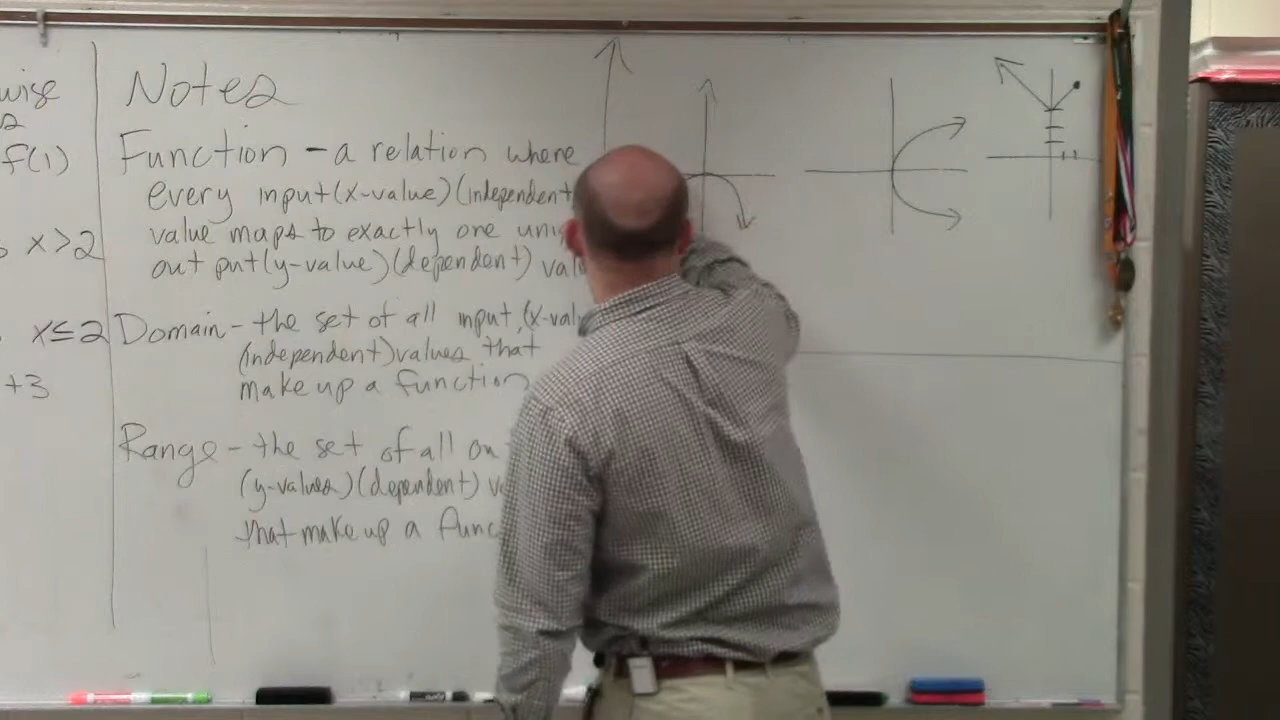 wise
f(1)
x>2
x≤2
+3
Notes
Function - a relation where
every input (x-value) (independent
value maps to exactly one
out put (y-value) (dependent)
Domain - the set of all input, (x-
(independent) values that
make up a function
Range - the set of all
(y-values) (dependent)
that make up a